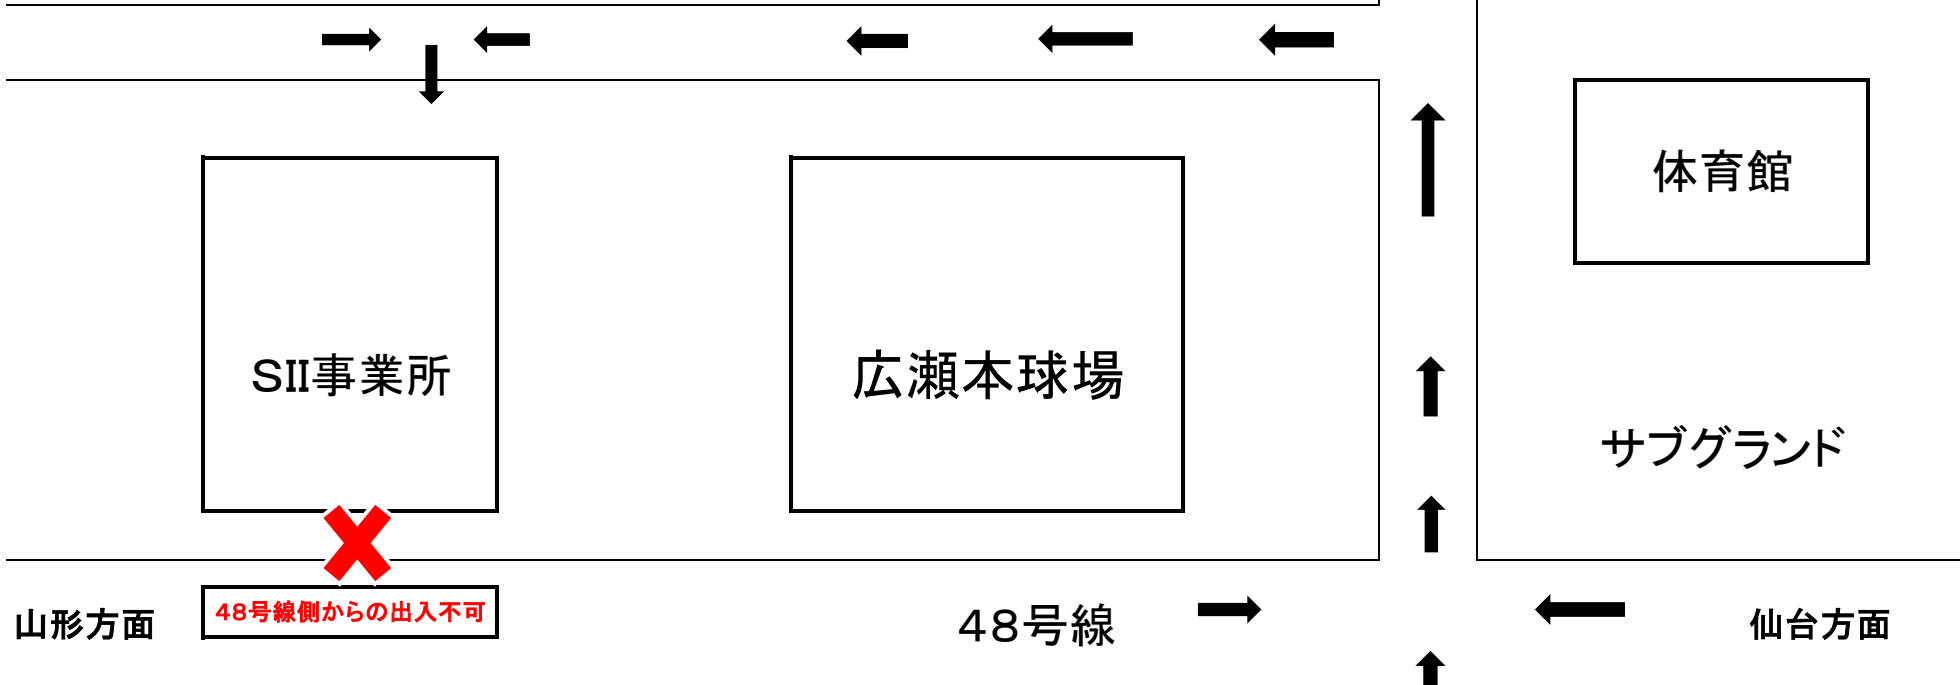 体育館
SII事業所
広瀬本球場
サブグランド
山形方面
48号線側からの出入不可
48号線
仙台方面